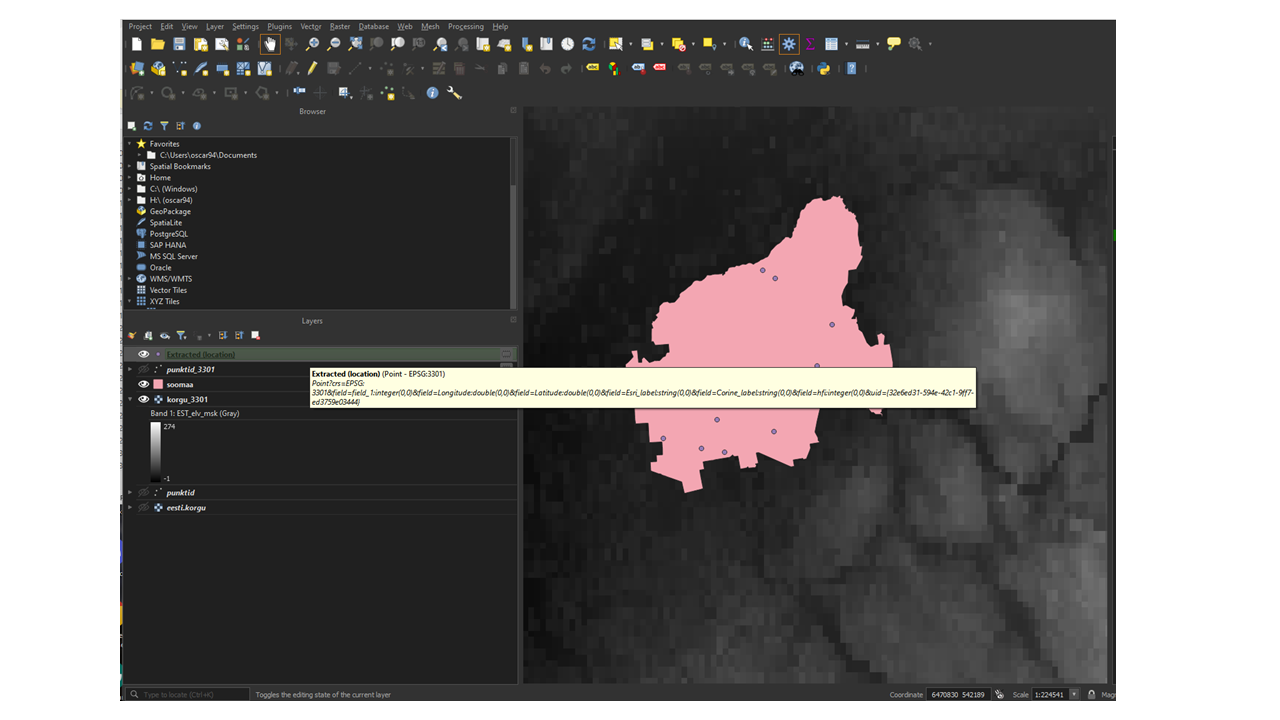 Project Edit View Layer Settings Plugins Vector Raster Database Web Mesh Processing Help
Browser
Favorites
C:\Users\oscar94\Documents
Spatial Bookmarks
Home
C:\ (Windows)
H:\ (oscar94)
GeoPackage
SpatiaLite
PostgreSQL
SAP HANA
MS SQL Server
Oracle
WMS/WMTS
Vector Tiles
XYZ Tiles
Layers
Extracted (location)
punktid_3301
soomaa
korgu_3301
Band 1: EST_elv_msk (Gray)
274
-1
punktid
eesti.korgu
Extracted (location) (Point - EPSG:3301)
Point?crs=EPSG:
3301&field=field_1:integer(0,0)&field=Longitude:double(0,0)&field=Latitude:double(0,0)&field=Esri_label:string(0,0)&field=Corine_label:string(0,0)&field=hfi:integer(0,0)&uid={32e6ed31-594e-42c1-9ff7-
ed3759e03444}
Type to locate (Ctrl+K) Toggles the editing state of the current layer Coordinate 6470830 542189 Scale 1:224541 Magn